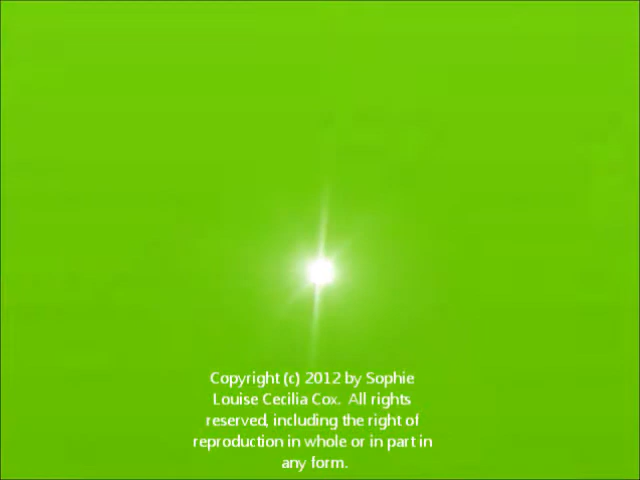 Copyright (c) 2012 by Sophie
Louise Cecilia Cox.  All rights
reserved, including the right of
reproduction in whole or in part in
any form.